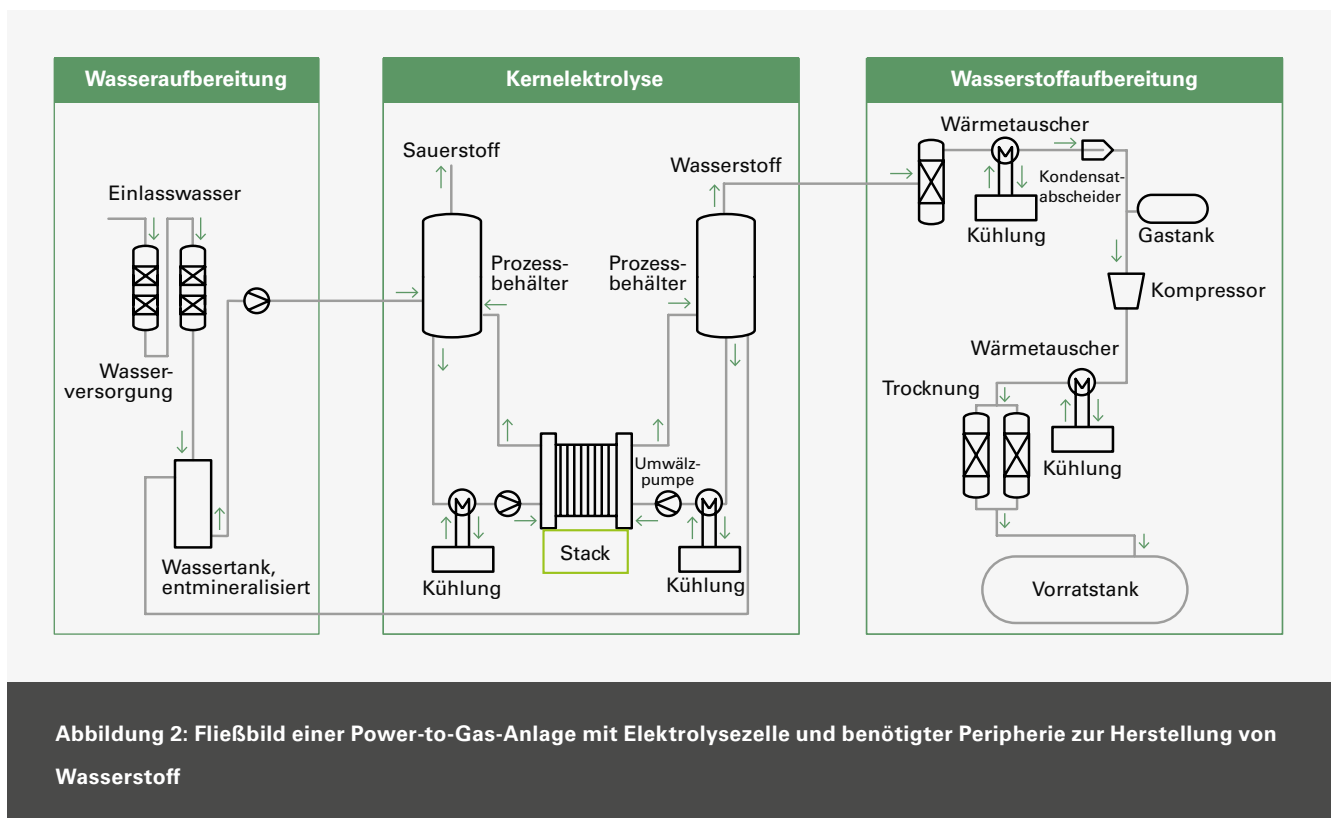 Wasseraufbereitung
Einlasswasser
Wasser-
versorgung
Wassertank,
entmineralisiert
Kernelektrolyse
Sauerstoff
Wasserstoff
Prozess-
behälter
Prozess-
behälter
Umwälz-
pumpe
Stack
Kühlung
Kühlung
Wasserstoffaufbereitung
Wärmetauscher
Kondensat-
abscheider
Kühlung
Gastank
Kompressor
Wärmetauscher
Trocknung
Kühlung
Vorratstank
Abbildung 2: Fließbild einer Power-to-Gas-Anlage mit Elektrolysezelle und benötigter Peripherie zur Herstellung von
Wasserstoff